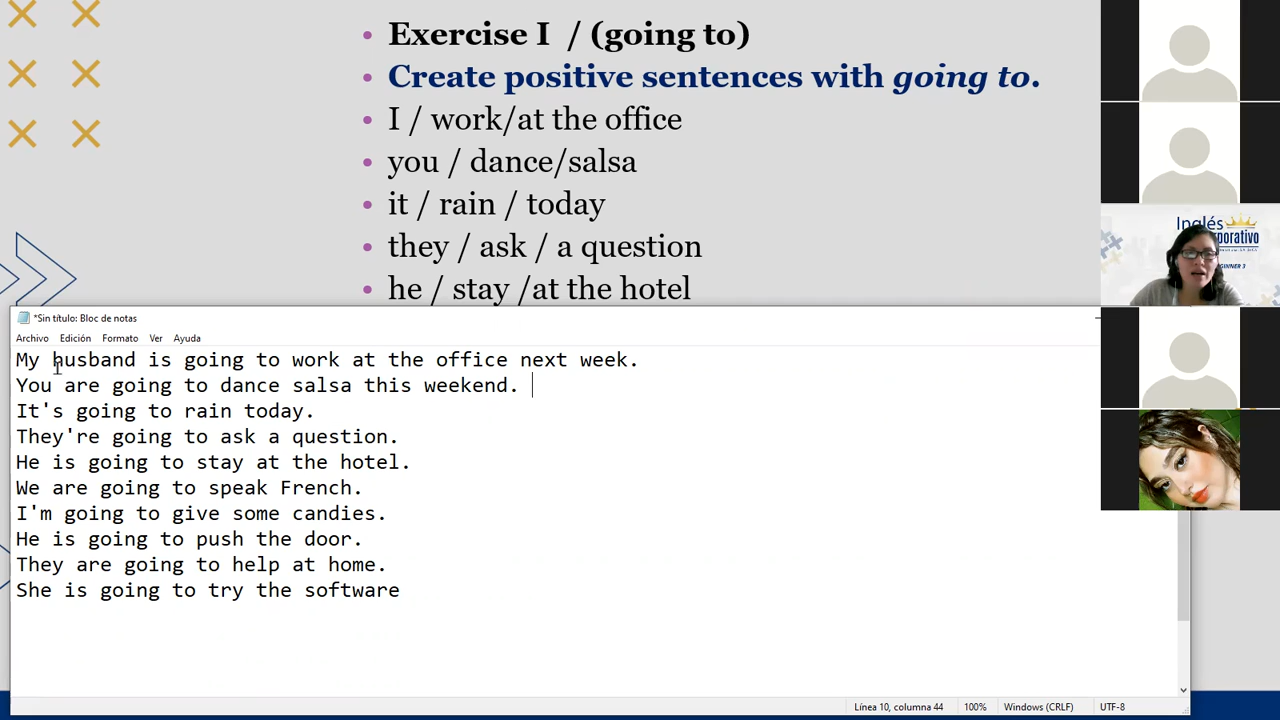 Exercise I / (going to)
Create positive sentences with going to.
I / work/at the office
you / dance/salsa
it / rain / today
they / ask / a question
he / stay /at the hotel
*Sin título: Bloc de notas
Archivo Edición Formato Ver Ayuda
My husband is going to work at the office next week.
You are going to dance salsa this weekend.
It's going to rain today.
They're going to ask a question.
He is going to stay at the hotel.
We are going to speak French.
I'm going to give some candies.
He is going to push the door.
They are going to help at home.
She is going to try the software
Línea 10, columna 44 100% Windows (CRLF) UTF-8
Inglés